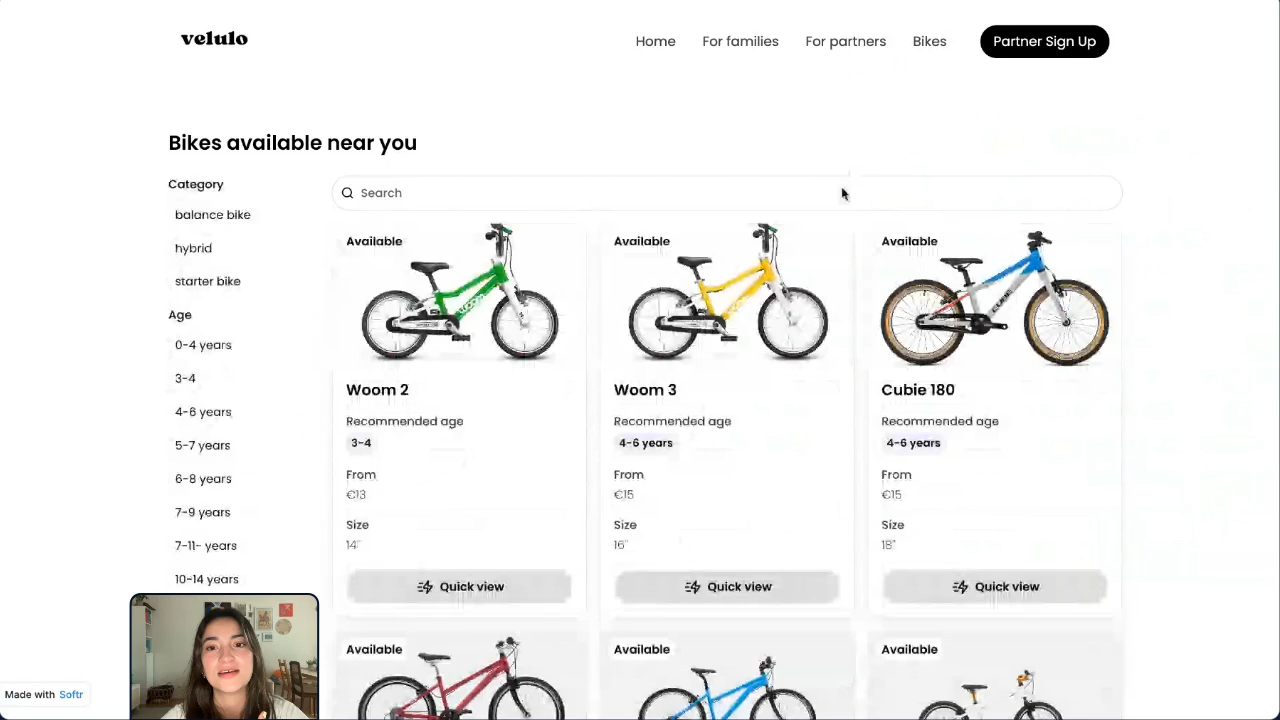 velulo
Home
For families
For partners
Bikes
Partner Sign Up
Bikes available near you
Category
balance bike
hybrid
starter bike
Age
0-4 years
3-4
4-6 years
5-7 years
6-8 years
7-9 years
7-11- years
10-14 years
Search
Available
woom
Woom 2
Recommended age
3-4
From
€13
Size
14"
Quick view
Available
Woom 3
Recommended age
4-6 years
From
€15
Size
16"
Quick view
Available
CUBE
Cubie 180
Recommended age
4-6 years
From
€15
Size
18"
Quick view
Available
Available
Available
Made with Softr